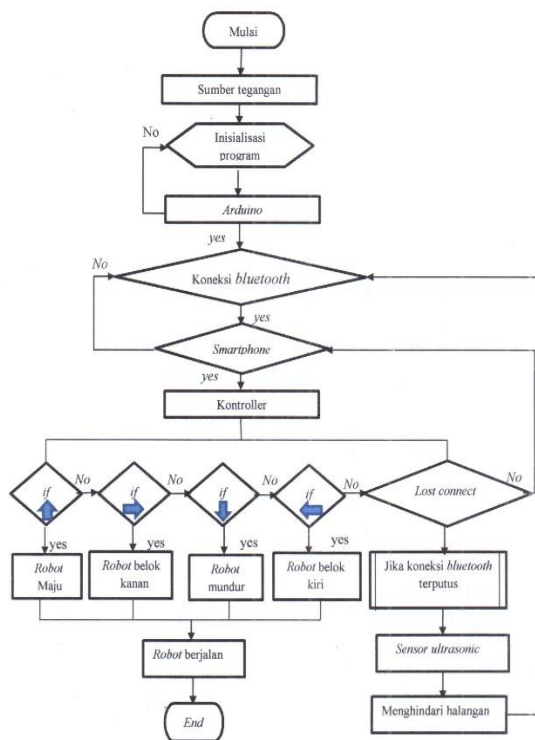 Mulai
Sumber tegangan
No
Inisialisasi
program
Arduino
yes
No
Koneksi bluetooth
yes
Smartphone
yes
Kontroller
if
No
if
No
if
No
if
No
Lost connect
No
yes
yes
yes
yes
Robot
Maju
Robot belok
kanan
Robot
mundur
Robot belok
kiri
Jika koneksi bluetooth
terputus
Robot berjalan
Sensor ultrasonic
End
Menghindari halangan